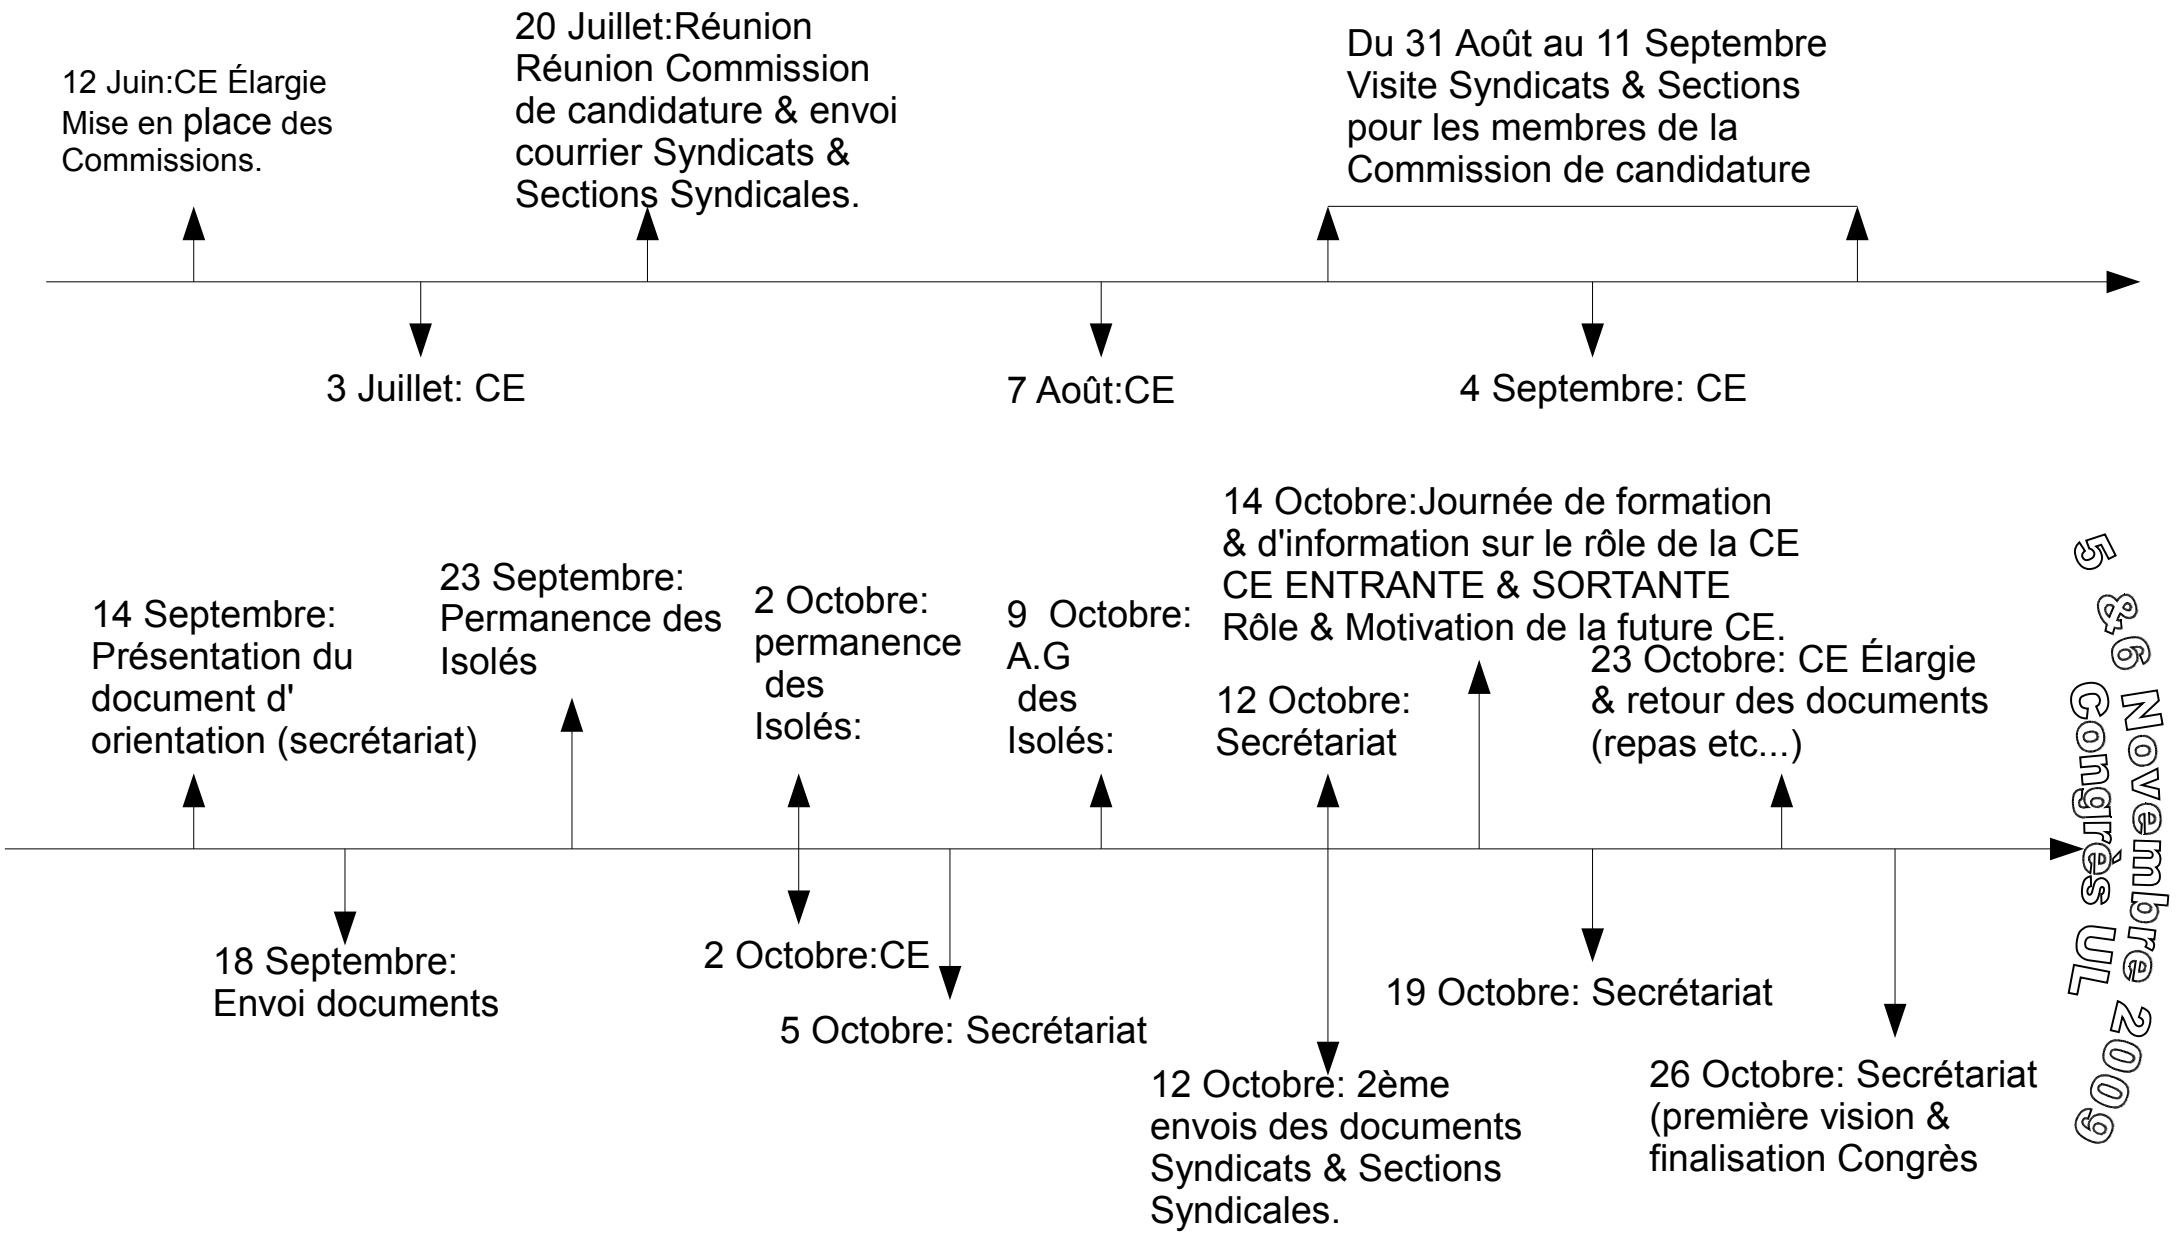 12 Juin:CE Élargie
Mise en place des
Commissions.
20 Juillet:Réunion
Réunion Commission
de candidature & envoi
courrier Syndicats &
Sections Syndicales.
Du 31 Août au 11 Septembre
Visite Syndicats & Sections
pour les membres de la
Commission de candidature
3 Juillet: CE
7 Août:CE
4 Septembre: CE
14 Septembre:
Présentation du
document d'
orientation (secrétariat)
23 Septembre:
Permanence des
Isolés
2 Octobre:
permanence
des
Isolés:
9 Octobre:
A.G
des
Isolés:
12 Octobre:
Secrétariat
14 Octobre:Journée de formation
& d'information sur le rôle de la CE
CE ENTRANTE & SORTANTE
Rôle & Motivation de la future CE.
23 Octobre: CE Élargie
& retour des documents
(repas etc...)
18 Septembre:
Envoi documents
2 Octobre:CE
5 Octobre: Secrétariat
12 Octobre: 2ème
envois des documents
Syndicats & Sections
Syndicales.
19 Octobre: Secrétariat
26 Octobre: Secrétariat
(première vision &
finalisation Congrès
5 &6 Novembre 2009
Congrès UL